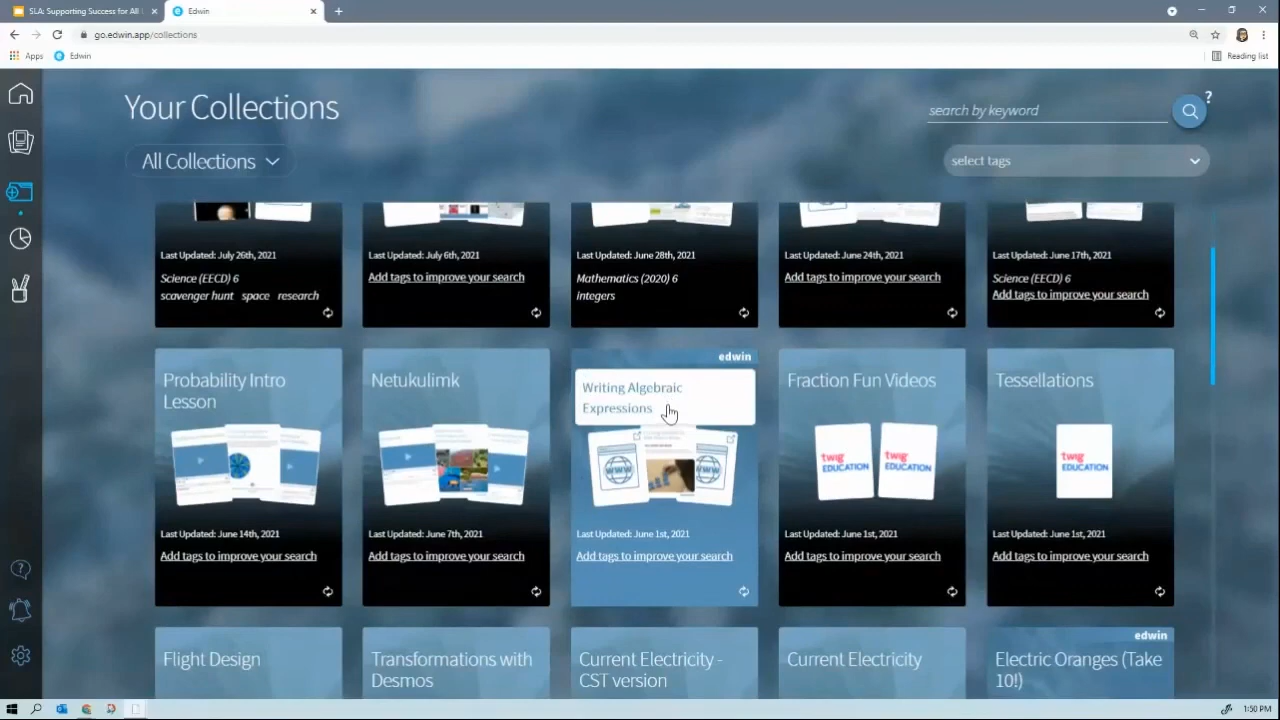 SLA: Supporting Success for All
Edwin
go.edwin.app/collections
Apps
Edwin
Reading list
Your Collections
search by keyword
?
All Collections
select tags
Last Updated: July 26th, 2021
Science (EECD) 6
scavenger hunt space research
Last Updated: July 6th, 2021
Add tags to improve your search
Last Updated: June 28th, 2021
Mathematics (2020) 6
integers
Last Updated: June 24th, 2021
Add tags to improve your search
Last Updated: June 17th, 2021
Science (EECD) 6
Add tags to improve your search
Probability Intro
Lesson
Last Updated: June 14th, 2021
Add tags to improve your search
Netukulimk
Last Updated: June 7th, 2021
Add tags to improve your search
edwin
Writing Algebraic
Expressions
WWW
WWW
Last Updated: June 1st, 2021
Add tags to improve your search
Fraction Fun Videos
twig
EDUCATION
twig
EDUCATION
Last Updated: June 1st, 2021
Add tags to improve your search
Tessellations
twig
EDUCATION
Last Updated: June 1st, 2021
Add tags to improve your search
Flight Design
Transformations with
Desmos
Current Electricity -
CST version
Current Electricity
edwin
Electric Oranges (Take
10!)
1:50 PM